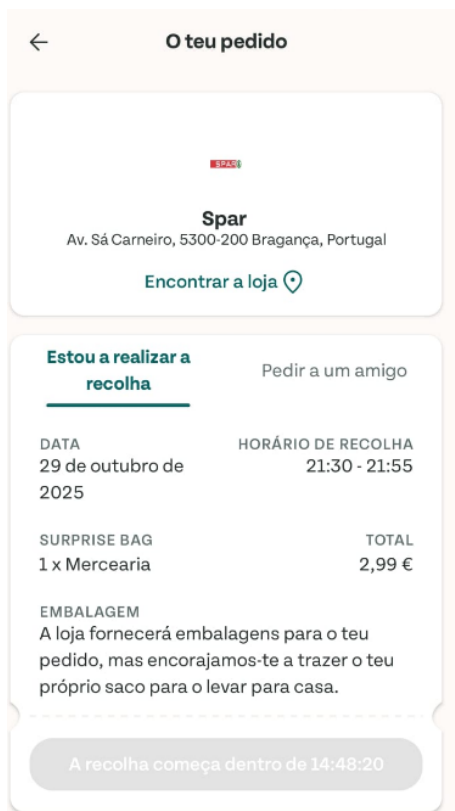 O teu pedido
SPAR
Spar
Av. Sá Carneiro, 5300-200 Bragança, Portugal
Encontrar a loja
Estou a realizar a
recolha
Pedir a um amigo
DATA
29 de outubro de
2025
HORÁRIO DE RECOLHA
21:30 - 21:55
SURPRISE BAG
1 x Mercearia
TOTAL
2,99 €
EMBALAGEM
A loja fornecerá embalagens para o teu
pedido, mas encorajamos-te a trazer o teu
próprio saco para o levar para casa.
A recolha começa dentro de 14:48:20